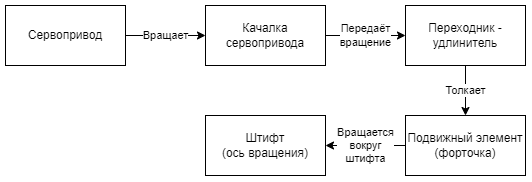 Сервопривод
Вращает
Качалка
сервопривода
Передаёт
вращение
Переходник -
удлинитель
Толкает
Подвижный элемент
(форточка)
Вращается
вокруг
штифта
Штифт
(ось вращения)